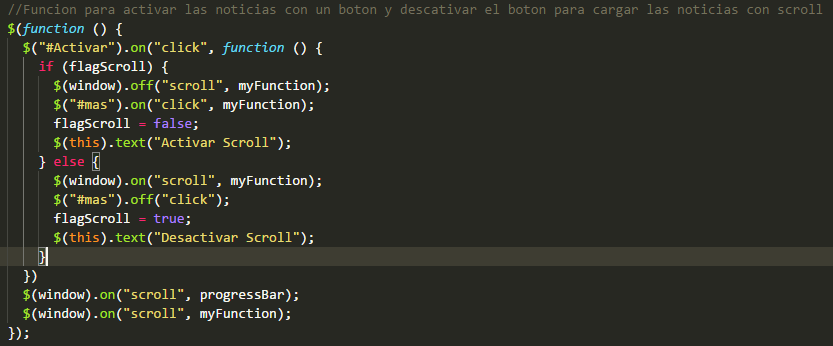 //Funcion para activar las noticias con un boton y descativar el boton para cargar las noticias con scroll
$(function () {
$("#Activar").on("click", function () {
if (flagScroll) {
$(window).off("scroll", myFunction);
$("#mas").on("click", myFunction);
flagScroll = false;
$(this).text("Activar Scroll");
} else {
$(window).on("scroll", myFunction);
$("#mas").off("click");
flagScroll = true;
$(this).text("Desactivar Scroll");
}
})
$(window).on("scroll", progressBar);
$(window).on("scroll", myFunction);
});